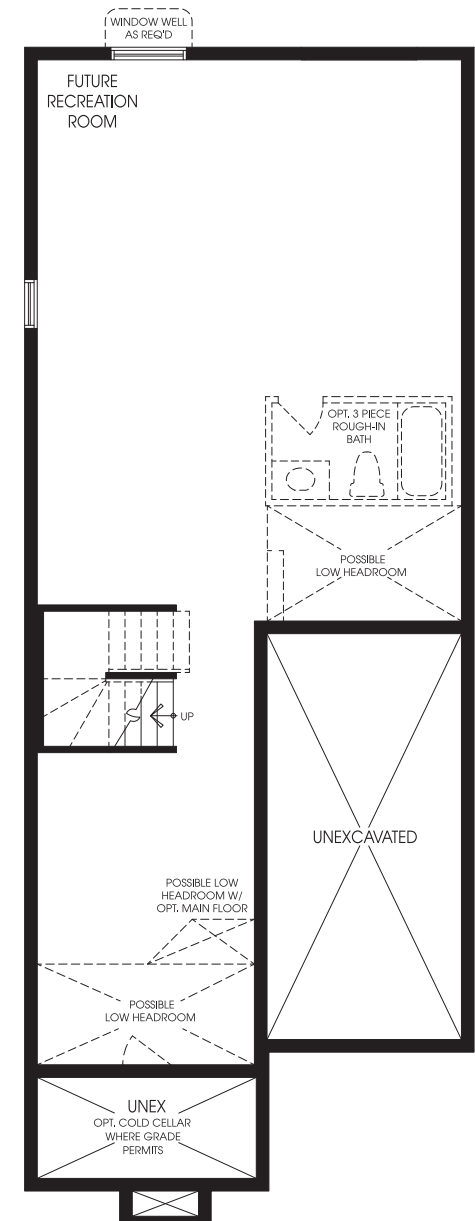 WINDOW WELL
AS REQ'D
FUTURE
RECREATION
ROOM
OPT. 3 PIECE
ROUGH-IN
BATH
POSSIBLE
LOW HEADROOM
UP
UNEXCAVATED
POSSIBLE LOW
HEADROOM W/
OPT. MAIN FLOOR
POSSIBLE
LOW HEADROOM
UNEX
OPT. COLD CELLAR
WHERE GRADE
PERMITS